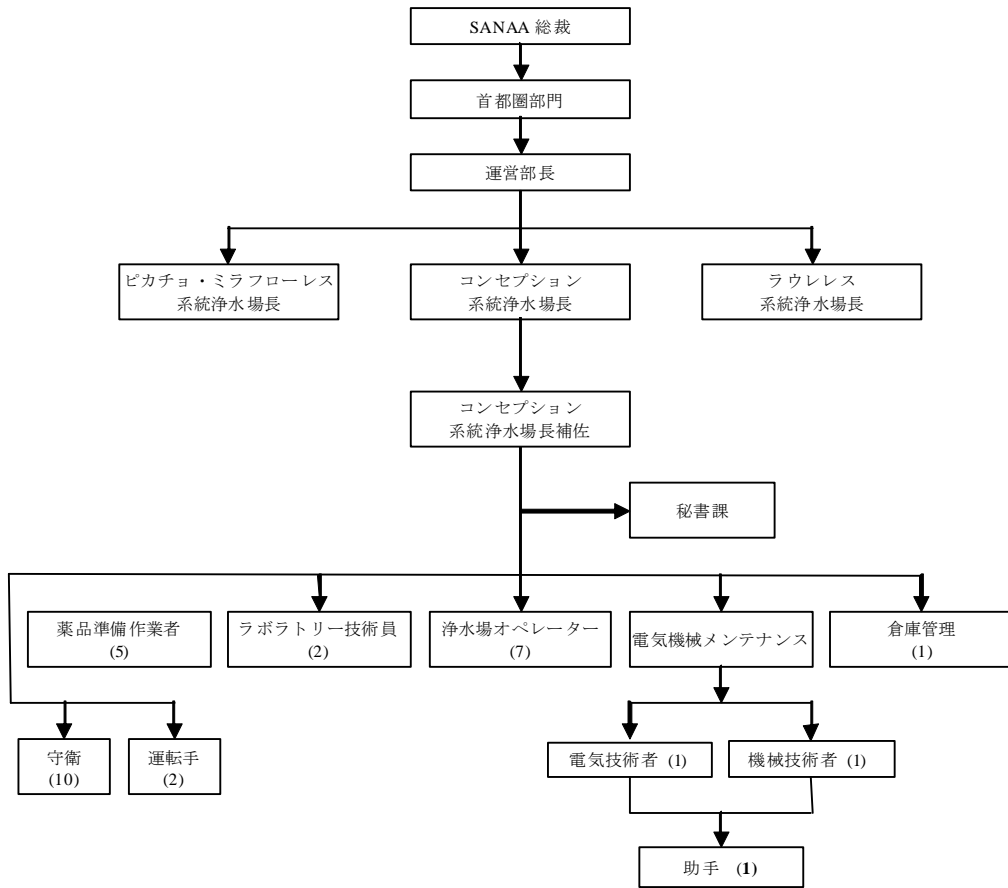 SANAA 総裁
首都圏部門
運営部長
ピカチョ・ミラフローレス
系統浄水場長
コンセプション
系統浄水場長
ラウレレス
系統浄水場長
コンセプション
系統浄水場長補佐
秘書課
薬品準備作業者
(5)
ラボラトリー技術員
(2)
浄水場オペレーター
(7)
電気機械メンテナンス
倉庫管理
(1)
守衛
(10)
運転手
(2)
電気技術者 (1)
機械技術者 (1)
助手 (1)